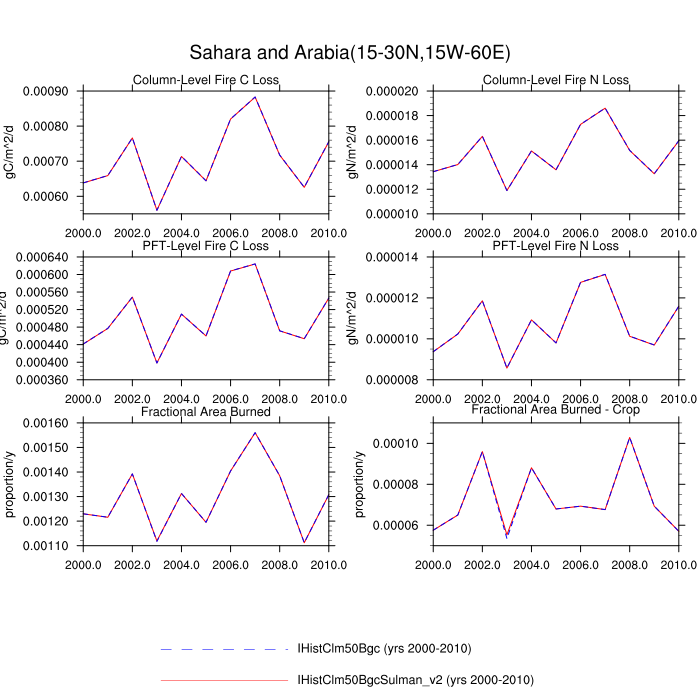 Sahara and Arabia(15-30N,15W-60E)
Column-Level Fire C Loss
gC/m^2/d
0.00090
0.00080
0.00070
0.00060
2000.0 2002.0 2004.0 2006.0 2008.0 2010.0
Column-Level Fire N Loss
gN/m^2/d
0.000020
0.000018
0.000016
0.000014
0.000012
0.000010
2000.0 2002.0 2004.0 2006.0 2008.0 2010.0
PFT-Level Fire C Loss
gC/m^2/d
0.000640
0.000600
0.000560
0.000520
0.000480
0.000440
0.000400
0.000360
2000.0 2002.0 2004.0 2006.0 2008.0 2010.0
PFT-Level Fire N Loss
gN/m^2/d
0.000014
0.000012
0.000010
0.000008
2000.0 2002.0 2004.0 2006.0 2008.0 2010.0
Fractional Area Burned
proportion/y
0.00160
0.00150
0.00140
0.00130
0.00120
0.00110
2000.0 2002.0 2004.0 2006.0 2008.0 2010.0
Fractional Area Burned - Crop
proportion/y
0.00010
0.00008
0.00006
2000.0 2002.0 2004.0 2006.0 2008.0 2010.0
IHistClm50Bgc (yrs 2000-2010)
IHistClm50BgcSulman_v2 (yrs 2000-2010)